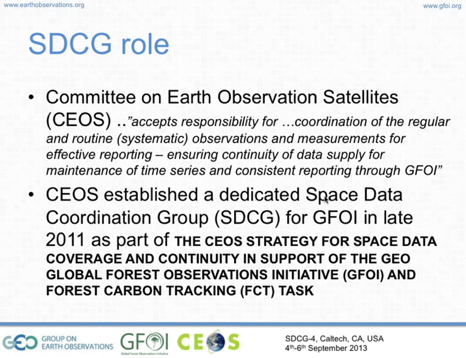 www.earthobservations.org
www.gfoi.org
SDCG role
• Committee on Earth Observation Satellites
(CEOS) ..”accepts responsibility for …coordination of the regular
and routine (systematic) observations and measurements for
effective reporting – ensuring continuity of data supply for
maintenance of time series and consistent reporting through GFOI”
• CEOS established a dedicated Space Data
Coordination Group (SDCG) for GFOI in late
2011 as part of THE CEOS STRATEGY FOR SPACE DATA
COVERAGE AND CONTINUITY IN SUPPORT OF THE GEO
GLOBAL FOREST OBSERVATIONS INITIATIVE (GFOI) AND
FOREST CARBON TRACKING (FCT) TASK
GEO GROUP ON
EARTH OBSERVATIONS
GFOI
Global Forest Observations Initiative
CEOS
SDCG-4, Caltech, CA, USA
4th-6th September 2013